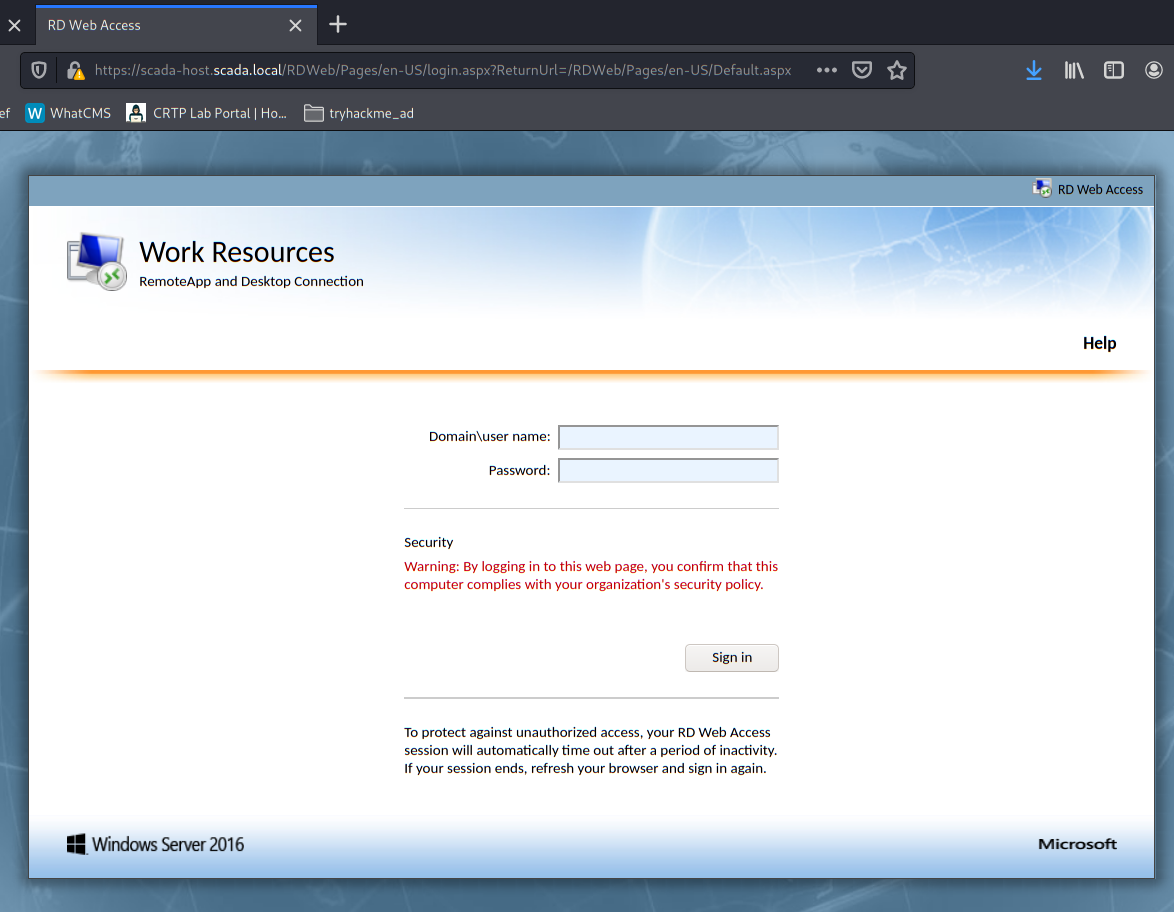 RD Web Access
https://scada-host.scada.local/RDWeb/Pages/en-US/login.aspx?ReturnUrl=/RDWeb/Pages/en-US/Default.aspx
ef WhatCMS CRTP Lab Portal | Ho... tryhackme_ad
RD Web Access
Work Resources
RemoteApp and Desktop Connection
Help
Domain\user name:
Password:
Security
Warning: By logging in to this web page, you confirm that this
computer complies with your organization's security policy.
Sign in
To protect against unauthorized access, your RD Web Access
session will automatically time out after a period of inactivity.
If your session ends, refresh your browser and sign in again.
Windows Server 2016
Microsoft